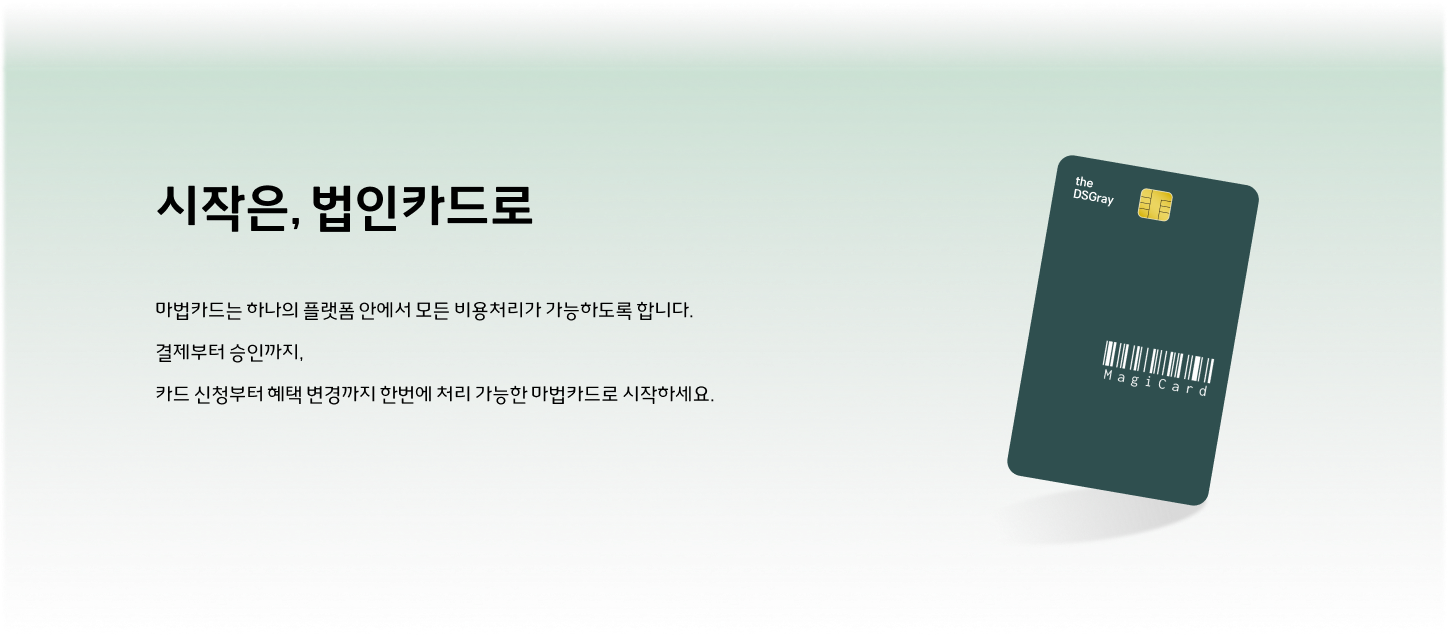 시작은, 법인카드로
마법카드는 하나의 플랫폼 안에서 모든 비용처리가 가능하도록 합니다.
결제부터 승인까지,
카드 신청부터 혜택 변경까지 한번에 처리 가능한 마법카드로 시작하세요.
the
DSGray
MagiCard